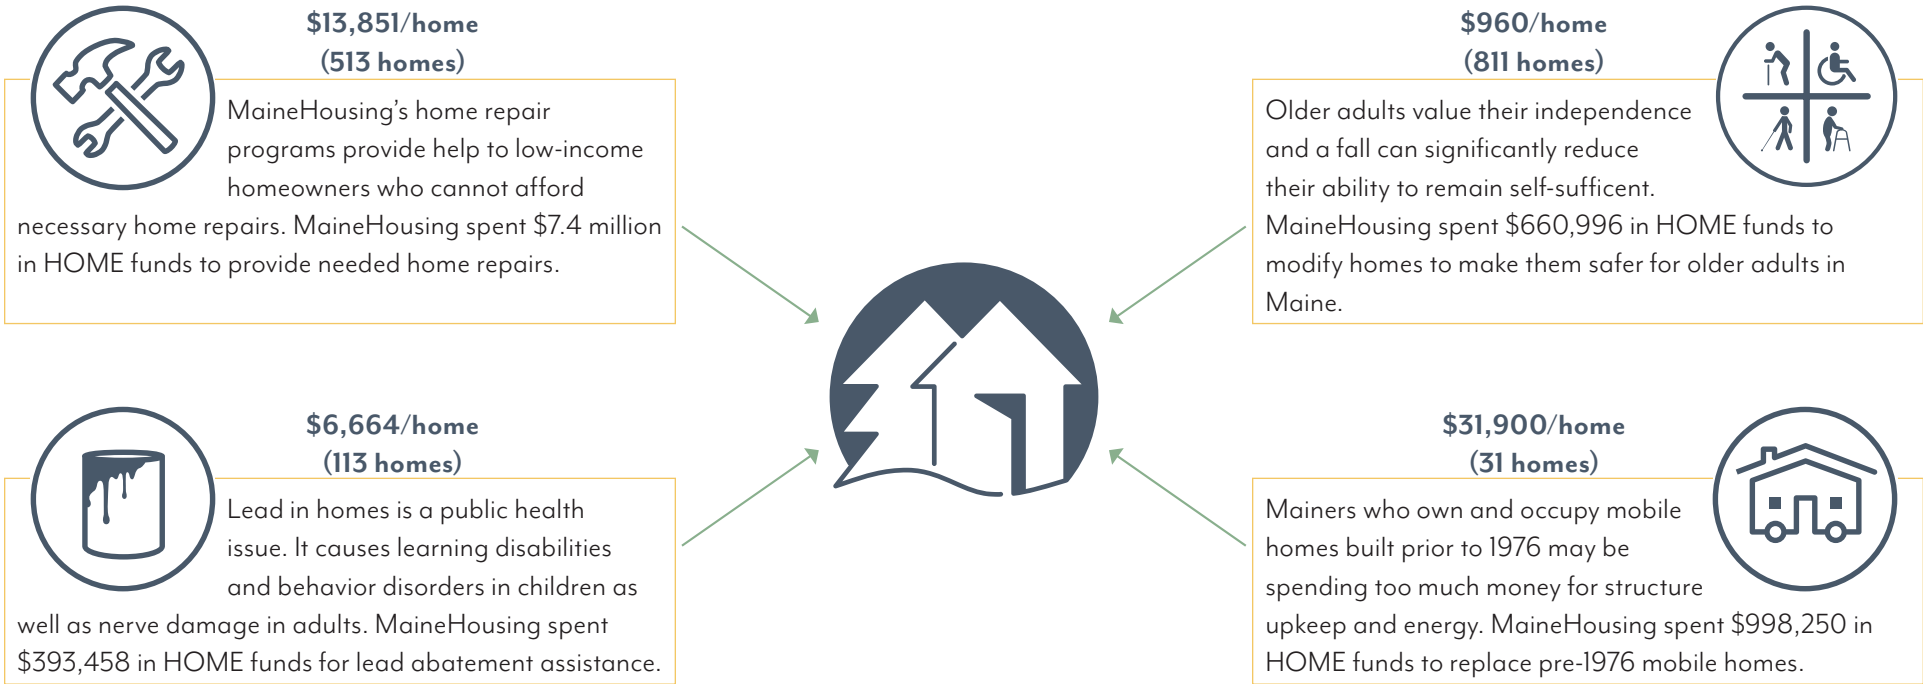 $13,851/home
(513 homes)
MaineHousing's home repair
programs provide help to low-income
homeowners who cannot afford
necessary home repairs. MaineHousing spent $7.4 million
in HOME funds to provide needed home repairs.
$960/home
(811 homes)
Older adults value their independence
and a fall can significantly reduce
their ability to remain self-sufficent.
MaineHousing spent $660,996 in HOME funds to
modify homes to make them safer for older adults in
Maine.
$6,664/home
(113 homes)
Lead in homes is a public health
issue. It causes learning disabilities
and behavior disorders in children as
well as nerve damage in adults. MaineHousing spent
$393,458 in HOME funds for lead abatement assistance.
$31,900/home
(31 homes)
Mainers who own and occupy mobile
homes built prior to 1976 may be
spending too much money for structure
upkeep and energy. MaineHousing spent $998,250 in
HOME funds to replace pre-1976 mobile homes.